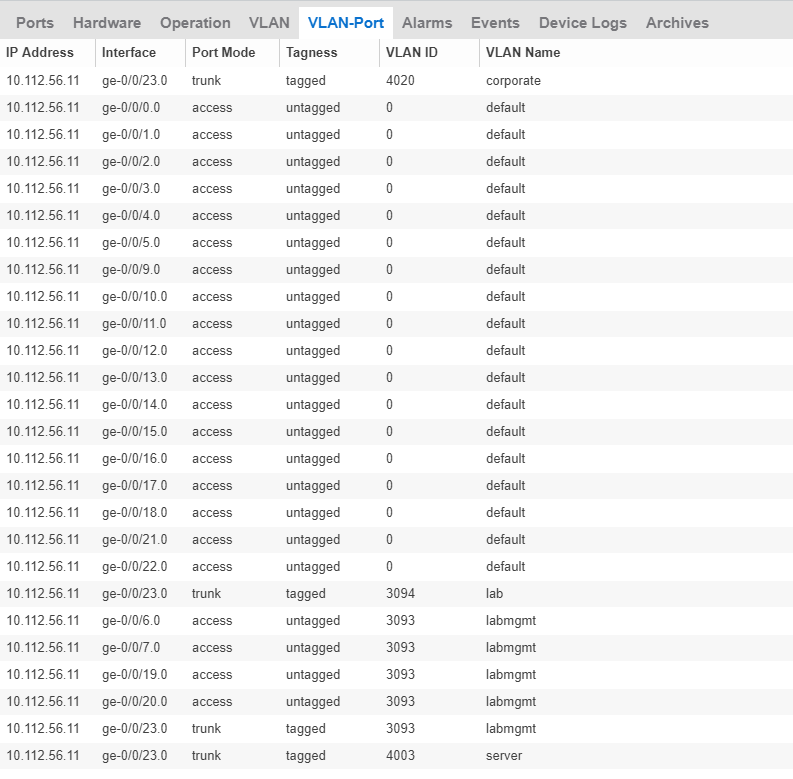 Ports Hardware Operation VLAN VLAN-Port Alarms Events Device Logs Archives
IP Address Interface Port Mode Tagness VLAN ID VLAN Name
10.112.56.11 ge-0/0/23.0 trunk tagged 4020 corporate
10.112.56.11 ge-0/0/0.0 access untagged 0 default
10.112.56.11 ge-0/0/1.0 access untagged 0 default
10.112.56.11 ge-0/0/2.0 access untagged 0 default
10.112.56.11 ge-0/0/3.0 access untagged 0 default
10.112.56.11 ge-0/0/4.0 access untagged 0 default
10.112.56.11 ge-0/0/5.0 access untagged 0 default
10.112.56.11 ge-0/0/9.0 access untagged 0 default
10.112.56.11 ge-0/0/10.0 access untagged 0 default
10.112.56.11 ge-0/0/11.0 access untagged 0 default
10.112.56.11 ge-0/0/12.0 access untagged 0 default
10.112.56.11 ge-0/0/13.0 access untagged 0 default
10.112.56.11 ge-0/0/14.0 access untagged 0 default
10.112.56.11 ge-0/0/15.0 access untagged 0 default
10.112.56.11 ge-0/0/16.0 access untagged 0 default
10.112.56.11 ge-0/0/17.0 access untagged 0 default
10.112.56.11 ge-0/0/18.0 access untagged 0 default
10.112.56.11 ge-0/0/21.0 access untagged 0 default
10.112.56.11 ge-0/0/22.0 access untagged 0 default
10.112.56.11 ge-0/0/23.0 trunk tagged 3094 lab
10.112.56.11 ge-0/0/6.0 access untagged 3093 labmgmt
10.112.56.11 ge-0/0/7.0 access untagged 3093 labmgmt
10.112.56.11 ge-0/0/19.0 access untagged 3093 labmgmt
10.112.56.11 ge-0/0/20.0 access untagged 3093 labmgmt
10.112.56.11 ge-0/0/23.0 trunk tagged 3093 labmgmt
10.112.56.11 ge-0/0/23.0 trunk tagged 4003 server